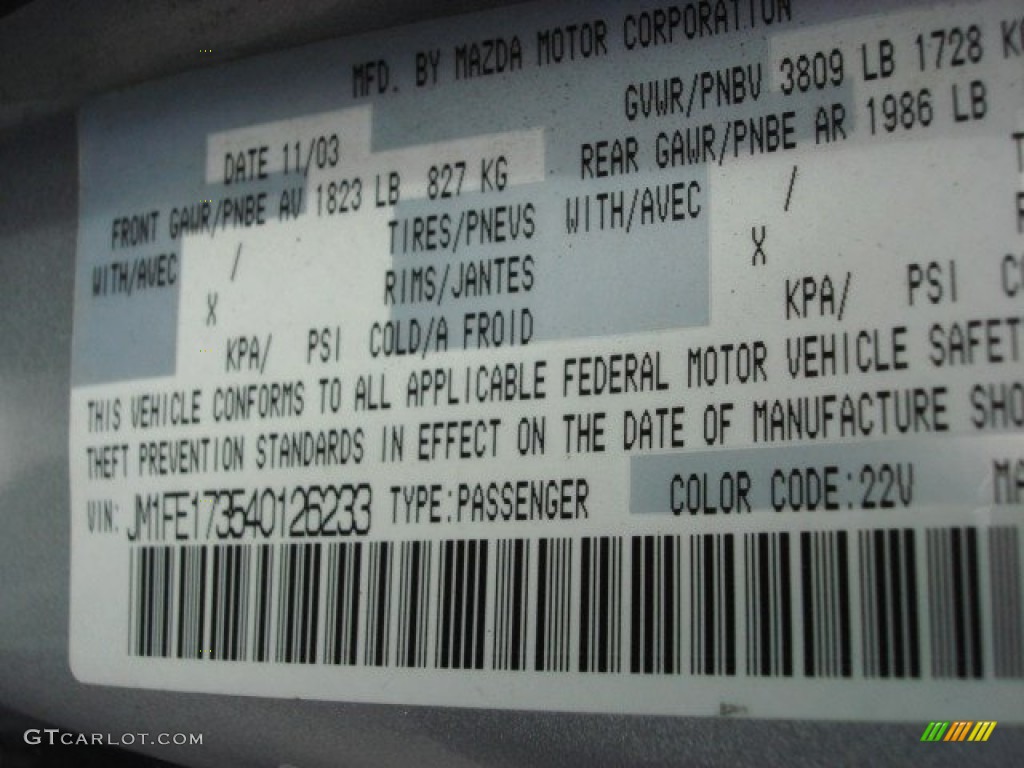 MFD. BY MAZDA MOTOR CORPORATION
DATE 11/03 GVWR/PNBV 3809 LB 1728
FRONT GAWR/PNBE AV 1823 LB 827 KG REAR GAWR/PNBE AR 1986 LB
WITH/AVEC / TIRES/PNEUS WITH/AVEC /
X RIMS/JANTES X
KPA/ PSI COLD/A FROID KPA/ PSI
THIS VEHICLE CONFORMS TO ALL APPLICABLE FEDERAL MOTOR VEHICLE SAFET
THEFT PREVENTION STANDARDS IN EFFECT ON THE DATE OF MANUFACTURE SHO
VIN: JM1FE173540126233 TYPE:PASSENGER COLOR CODE:22V MA
GTCARLOT.COM